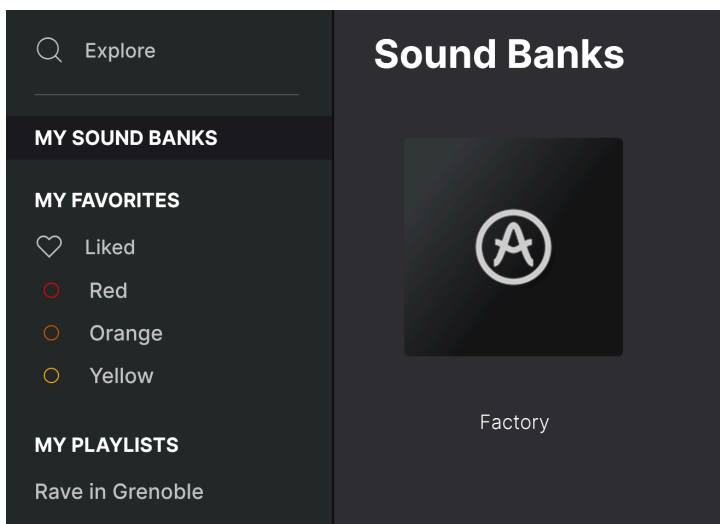 Explore
MY SOUND BANKS
MY FAVORITES
Liked
Red
Orange
Yellow
MY PLAYLISTS
Rave in Grenoble
Sound Banks
Factory